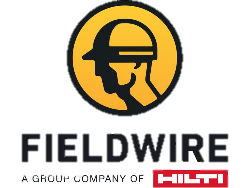 FIELDWIRE
A GROUP COMPANY OF HILTI